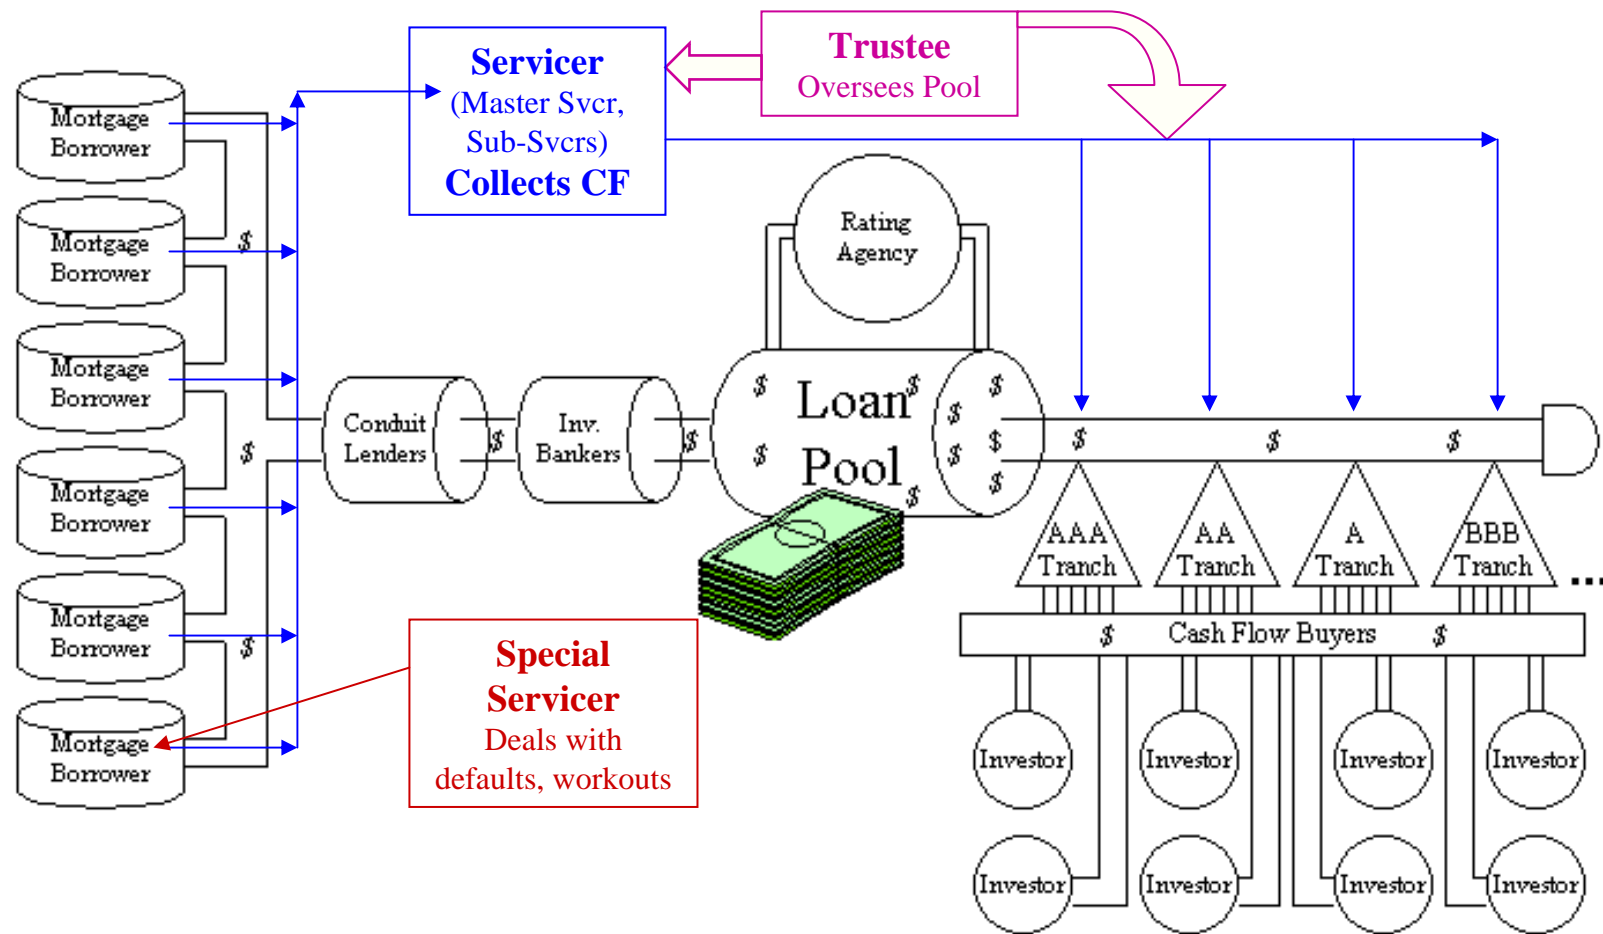 Mortgage
Borrower
Mortgage
Borrower
Mortgage
Borrower
Mortgage
Borrower
Mortgage
Borrower
Mortgage
Borrower
$
$
$
Servicer
(Master Svcr,
Sub-Svcrs)
Collects CF
Trustee
Oversees Pool
Rating
Agency
Conduit
Lenders
$
Inv.
Bankers
$
Loan
Pool
$
$
$
$
$
$
$
$
$
$
$
$
$
Special
Servicer
Deals with
defaults, workouts
AAA
Tranch
AA
Tranch
A
Tranch
BBB
Tranch
...
$ Cash Flow Buyers $
Investor
Investor
Investor
Investor
Investor
Investor
Investor
Investor